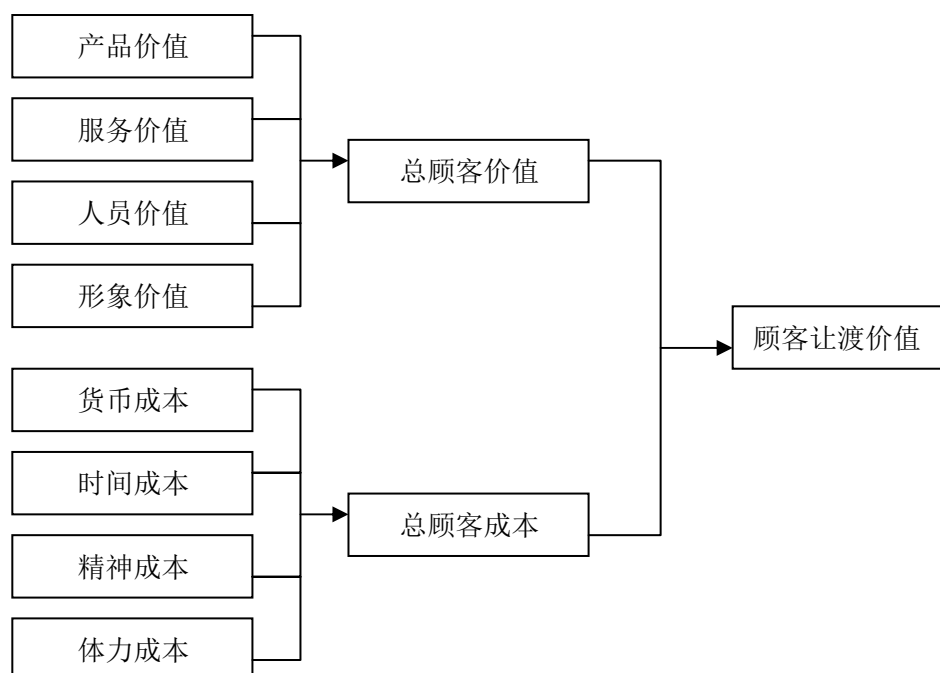 产品价值
服务价值
人员价值
形象价值
总顾客价值
顾客让渡价值
货币成本
时间成本
精神成本
体力成本
总顾客成本